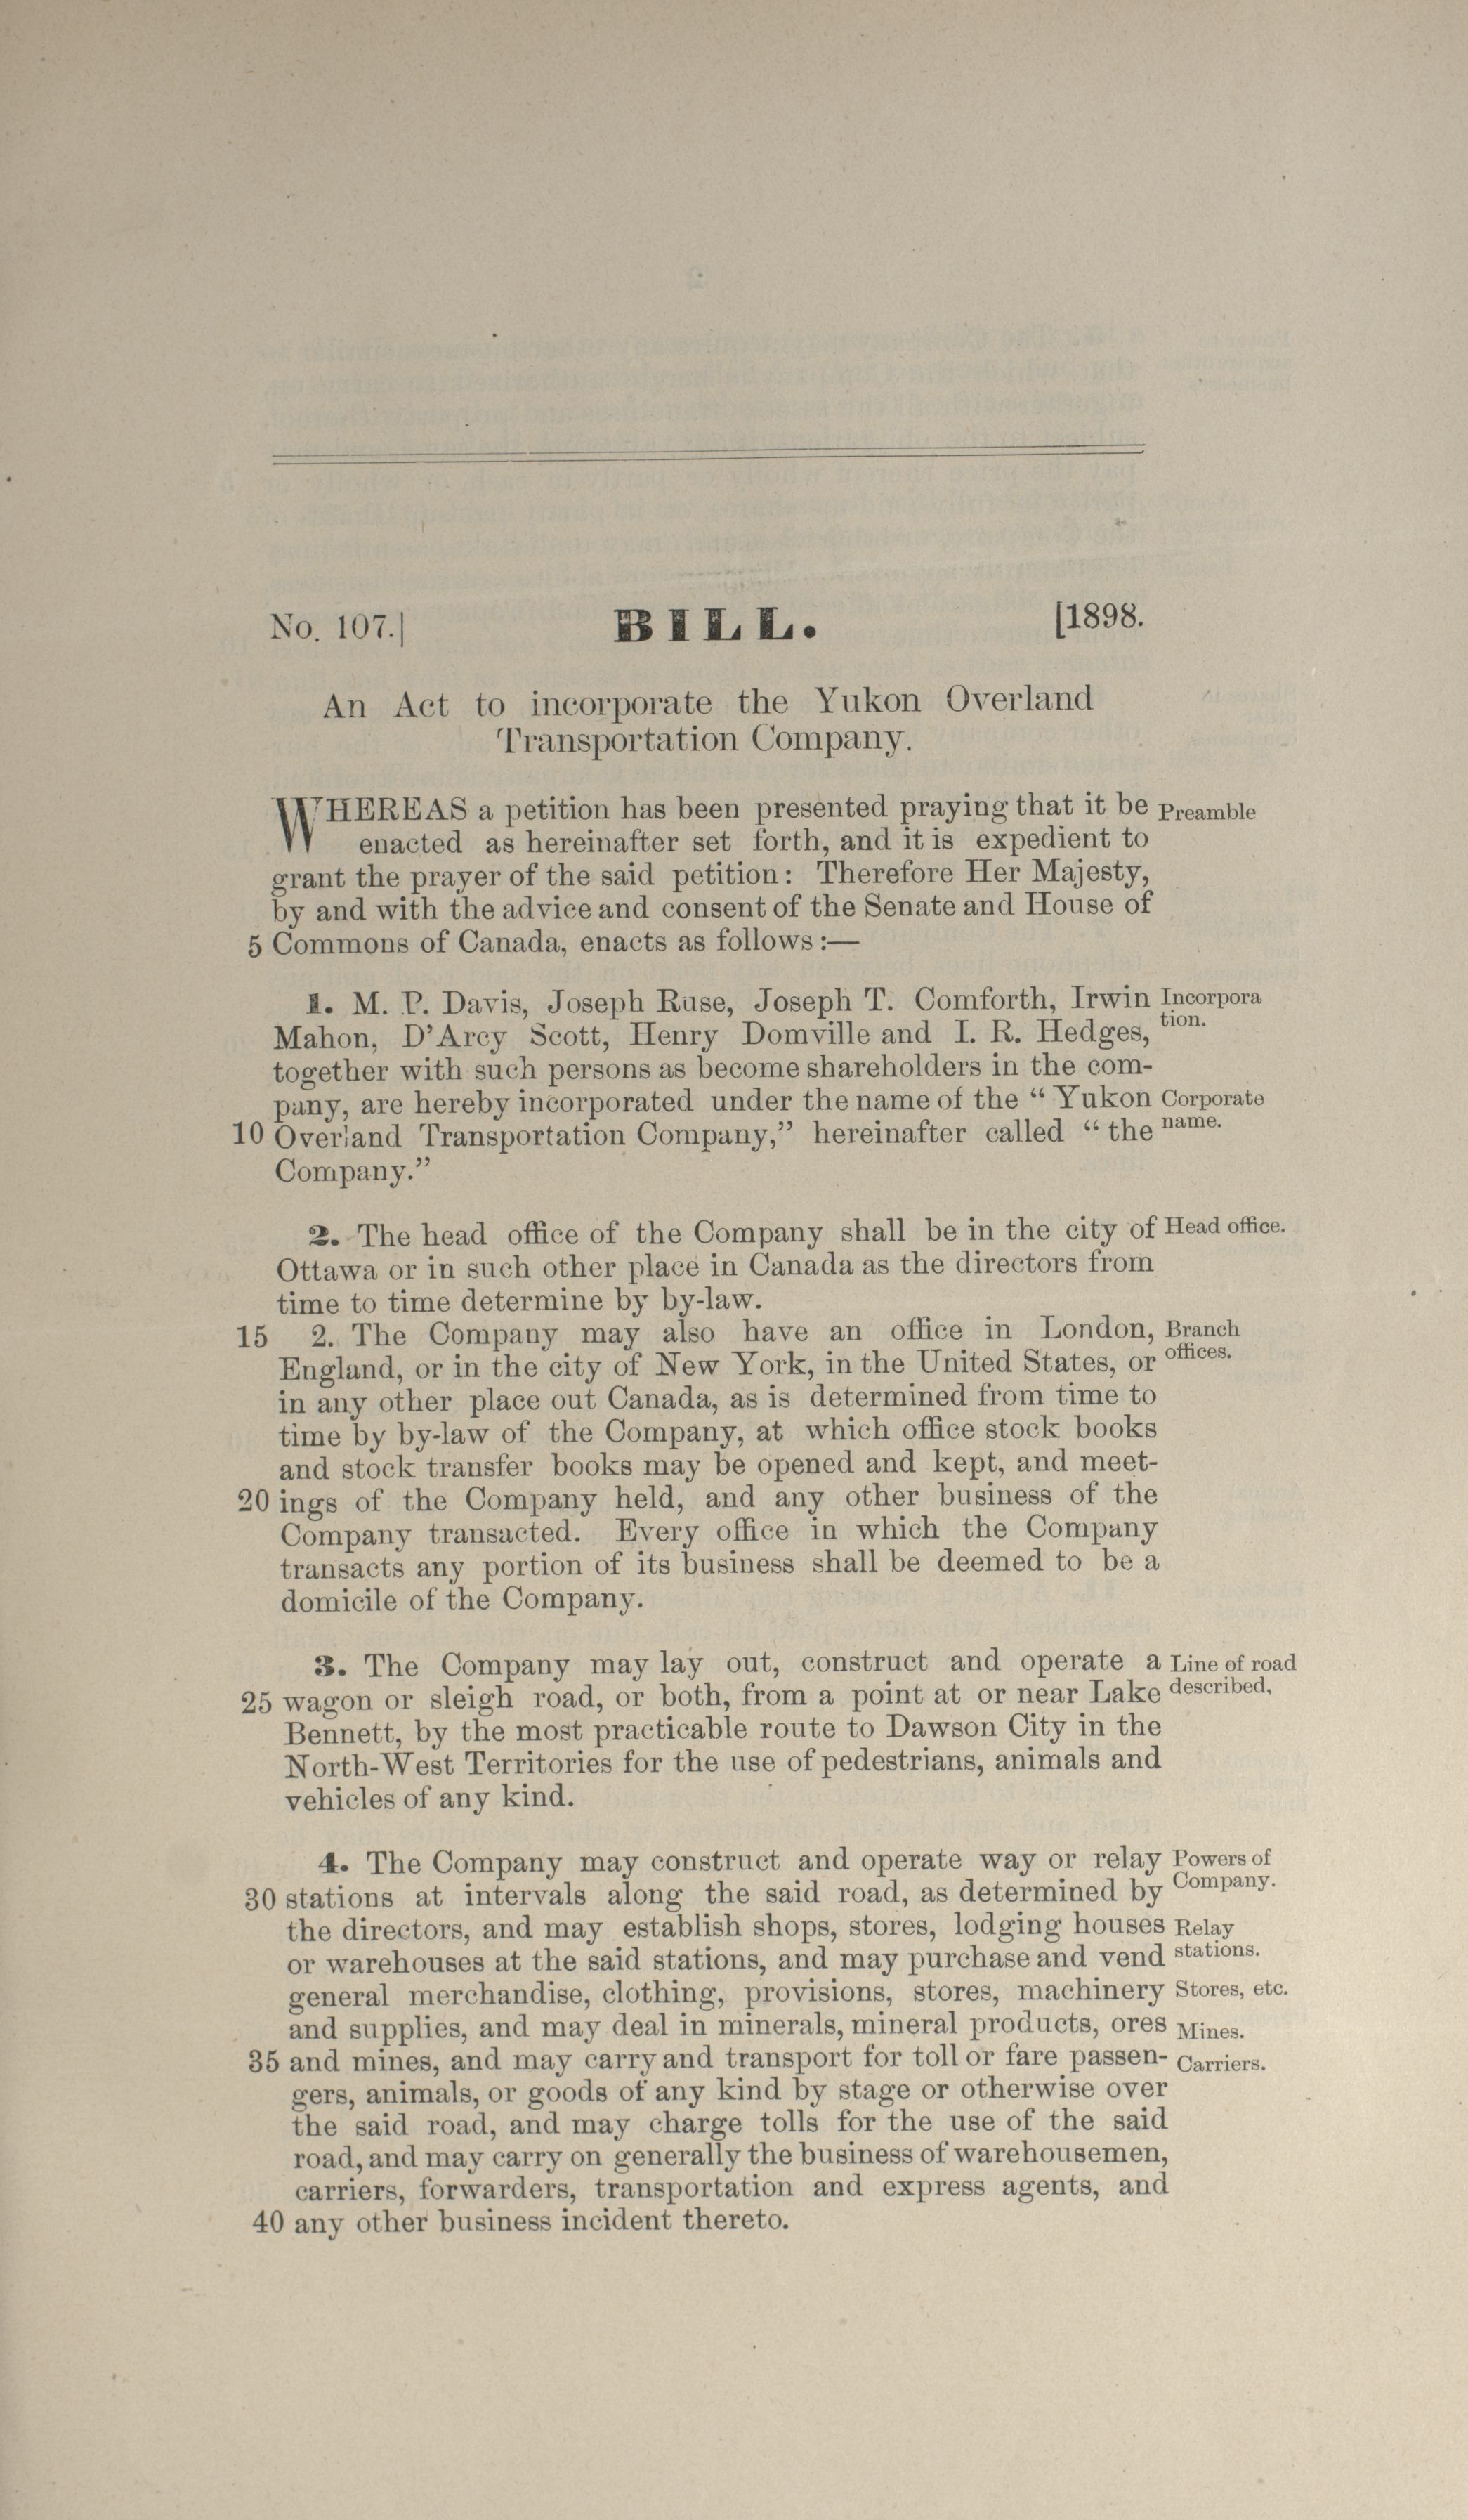 No. 107.] BILL. [1898.
An Act to incorporate the Yukon Overland
Transportation Company.
WHEREAS a petition has been presented praying that it be Preamble
enacted as hereinafter set forth, and it is expedient to
grant the prayer of the said petition: Therefore Her Majesty,
by and with the advice and consent of the Senate and House of
5 Commons of Canada, enacts as follows:—
1. M. P. Davis, Joseph Ruse, Joseph T. Comforth, Irwin Incorpora
Mahon, D'Arcy Scott, Henry Domville and I. R. Hedges, tion.
together with such persons as become shareholders in the com-
pany, are hereby incorporated under the name of the “Yukon Corporate
10 Overland Transportation Company,” hereinafter called “the name.
Company.”
2. The head office of the Company shall be in the city of Head office.
Ottawa or in such other place in Canada as the directors from
time to time determine by by-law.
15 2. The Company may also have an office in London, Branch
England, or in the city of New York, in the United States, or offices.
in any other place out Canada, as is determined from time to
time by by-law of the Company, at which office stock books
and stock transfer books may be opened and kept, and meet-
20 ings of the Company held, and any other business of the
Company transacted. Every office in which the Company
transacts any portion of its business shall be deemed to be a
domicile of the Company.
3. The Company may lay out, construct and operate a Line of road
25 wagon or sleigh road, or both, from a point at or near Lake described.
Bennett, by the most practicable route to Dawson City in the
North-West Territories for the use of pedestrians, animals and
vehicles of any kind.
4. The Company may construct and operate way or relay Powers of
30 stations at intervals along the said road, as determined by Company.
the directors, and may establish shops, stores, lodging houses Relay
or warehouses at the said stations, and may purchase and vend stations.
general merchandise, clothing, provisions, stores, machinery Stores, etc.
and supplies, and may deal in minerals, mineral products, ores Mines.
35 and mines, and may carry and transport for toll or fare passen- Carriers.
gers, animals, or goods of any kind by stage or otherwise over
the said road, and may charge tolls for the use of the said
road, and may carry on generally the business of warehousemen,
carriers, forwarders, transportation and express agents, and
40 any other business incident thereto.